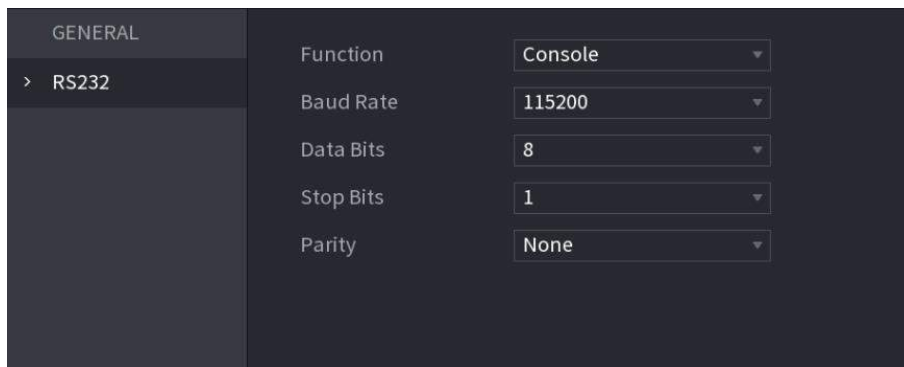 GENERAL
> RS232
Function Console
Baud Rate 115200
Data Bits 8
Stop Bits 1
Parity None